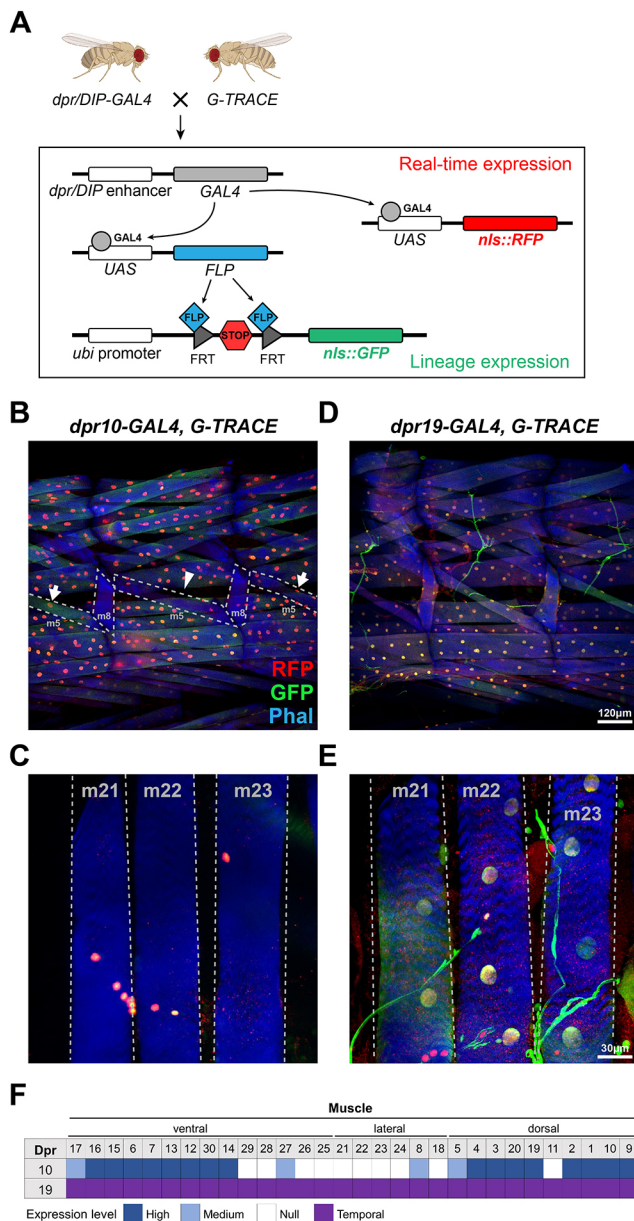 A
dpr/DIP-GAL4 × G-TRACE
Real-time expression
dpr/DIP enhancer GAL4
GAL4
UAS nls::RFP
GAL4
UAS FLP
FLP FLP
STOP
ubi promoter FRT FRT nls::GFP
Lineage expression
B dpr10-GAL4, G-TRACE
m5 m8 m5 m8 m5
RFP
GFP
Phal
D dpr19-GAL4, G-TRACE
120μm
C
m21 m22 m23
E
m21 m22 m23
30μm
F
Muscle
ventral lateral dorsal
Dpr 17 16 15 6 7 13 12 30 14 29 28 27 26 25 21 22 23 24 8 18 5 4 3 20 19 11 2 1 10 9
10
19
Expression level High Medium Null Temporal